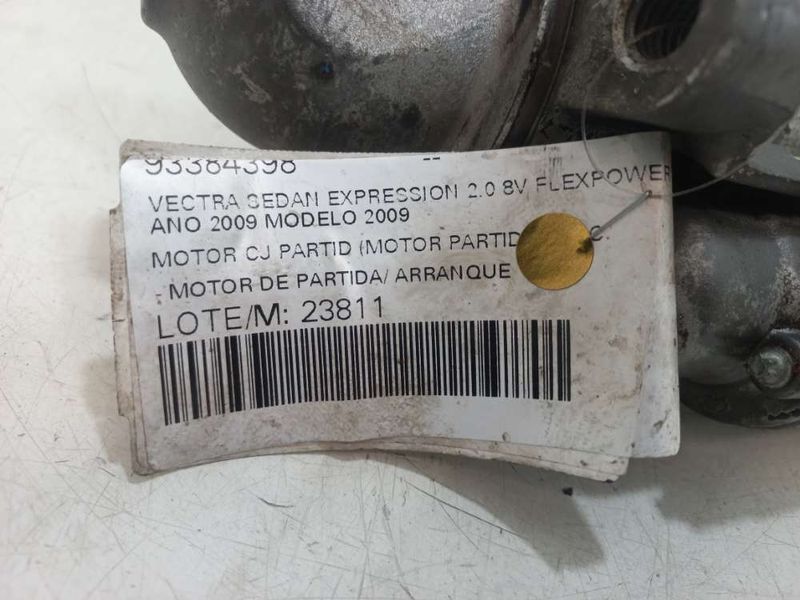 93384398 --
VECTRA SEDAN EXPRESSION 2.0 8V FLEXPOWER
ANO 2009 MODELO 2009
MOTOR CJ PARTID (MOTOR PARTID C
- MOTOR DE PARTIDA/ ARRANQUE
LOTE/M: 23811